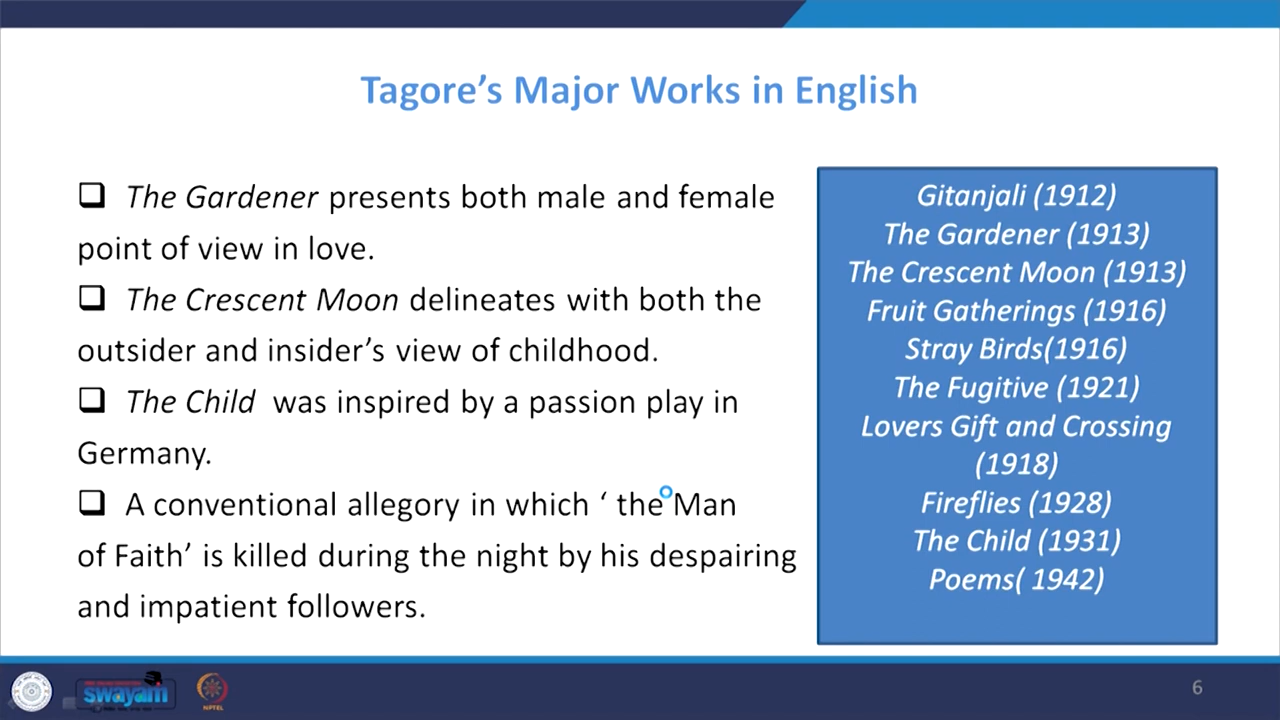 Tagore's Major Works in English
❑ The Gardener presents both male and female
point of view in love.
❑ The Crescent Moon delineates with both the
outsider and insider's view of childhood.
❑ The Child was inspired by a passion play in
Germany.
❑ A conventional allegory in which ‘ the Man
of Faith’ is killed during the night by his despairing
and impatient followers.
Gitanjali (1912)
The Gardener (1913)
The Crescent Moon (1913)
Fruit Gatherings (1916)
Stray Birds(1916)
The Fugitive (1921)
Lovers Gift and Crossing
(1918)
Fireflies (1928)
The Child (1931)
Poems( 1942)
swayam
NPTEL
6